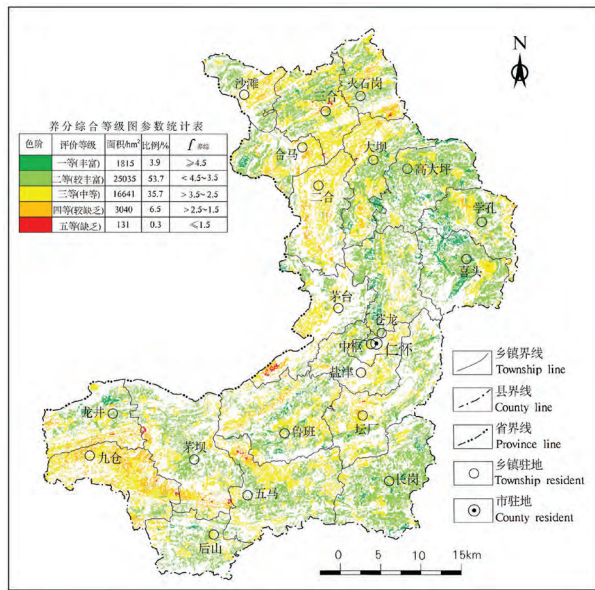 N
沙滩
火石岗
二合
合马
大坝
高大坪
二合
学孔
喜头
茅台
苍龙
中枢
仁怀
盐津
龙井
坛厂
鲁班
九仓
茅坝
五马
长岗
后山
养分综合等级图参数统计表
色阶 评价等级 面积/hm² 比例/% f 养综
一等(丰富) 1815 3.9 ≥4.5
二等(较丰富) 25035 53.7 <4.5~3.5
三等(中等) 16641 35.7 >3.5~2.5
四等(较缺乏) 3040 6.5 >2.5~1.5
五等(缺乏) 131 0.3 ≤1.5
乡镇界线
Township line
县界线
County line
省界线
Province line
乡镇驻地
Township resident
市驻地
County resident
0 5 15km